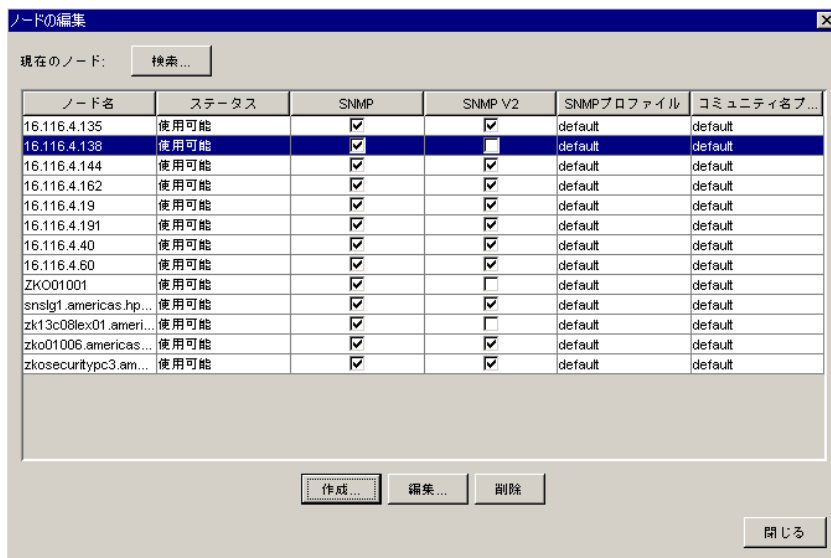 ノードの編集
現在のノード: 検索...
ノード名 ステータス SNMP SNMP V2 SNMPプロファイル コミュニティ名プ...
16.116.4.135 使用可能 default default
16.116.4.138 使用可能 default default
16.116.4.144 使用可能 default default
16.116.4.162 使用可能 default default
16.116.4.19 使用可能 default default
16.116.4.191 使用可能 default default
16.116.4.40 使用可能 default default
16.116.4.60 使用可能 default default
ZKO01001 使用可能 default default
snslg1.americas.hp... 使用可能 default default
zk13c08lex01.ameri... 使用可能 default default
zko01006.americas... 使用可能 default default
zkosecuritypc3.am... 使用可能 default default
作成... 編集... 削除
閉じる